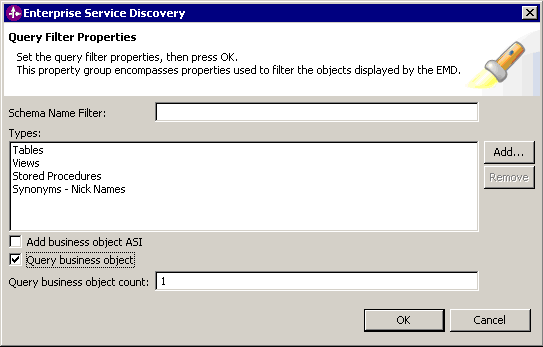 Enterprise Service Discovery
Query Filter Properties
Set the query filter properties, then press OK.
This property group encompasses properties used to filter the objects displayed by the EMD.
Schema Name Filter:
Types:
Tables
Views
Stored Procedures
Synonyms - Nick Names
Add...
Remove
Add business object ASI
Query business object
Query business object count: 1
OK Cancel